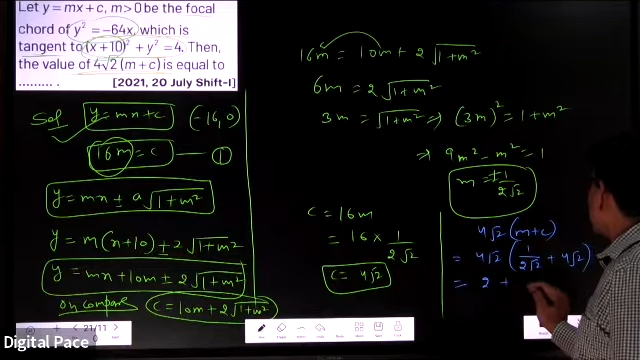 Let y = mx + c, m > 0 be the focal
chord of y² = −64x, which is
tangent to (x + 10)² + y² = 4. Then,
the value of 4√2 (m + c) is equal to
......... . [2021, 20 July Shift-I]
Sol y = mx + c (-16, 0)
16m = c — ①
y = mx ± a√1+m²
y = m(x+10) ± 2√1+m²
y = mx + 10m ± 2√1+m²
On compare c = 10m + 2√1+m²
16m = 10m + 2√1+m²
6m = 2√1+m²
3m = √1+m² ⇒ (3m)² = 1+m²
⇒ 9m² − m² = 1
m = ±1/2√2
c = 16m
= 16 × 1/2√2
c = 4√2
4√2 (m+c)
= 4√2 (1/2√2 + 4√2)
= 2 +
21/11
Digital Pace